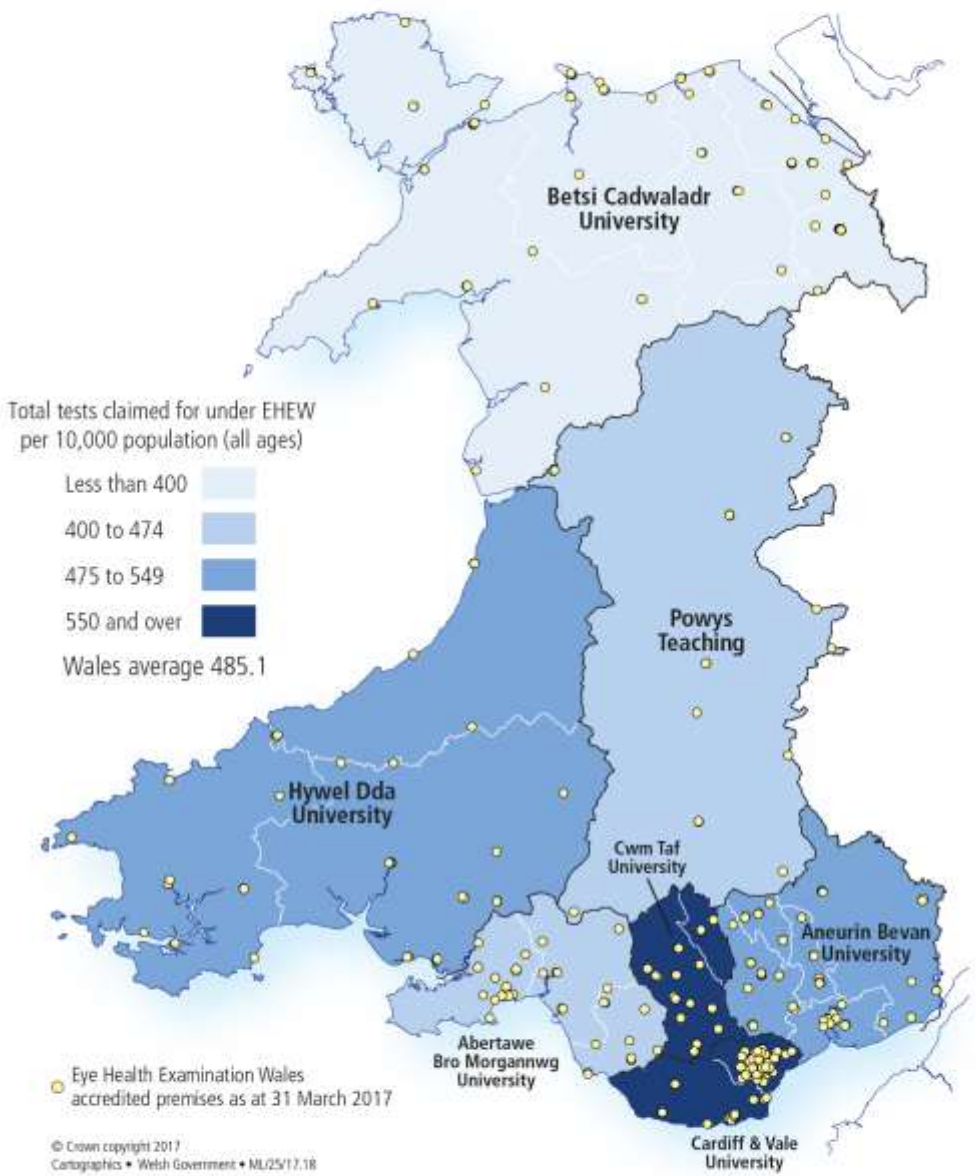 Betsi Cadwaladr
University
Total tests claimed for under EHEW
per 10,000 population (all ages)
Less than 400
400 to 474
475 to 549
550 and over
Wales average 485.1
Powys
Teaching
Hywel Dda
University
Cwm Taf
University
Aneurin Bevan
University
Abertawe
Bro Morgannwg
University
Eye Health Examination Wales
accredited premises as at 31 March 2017
Cardiff & Vale
University
© Crown copyright 2017
Cartographics • Welsh Government • ML/25/17.18